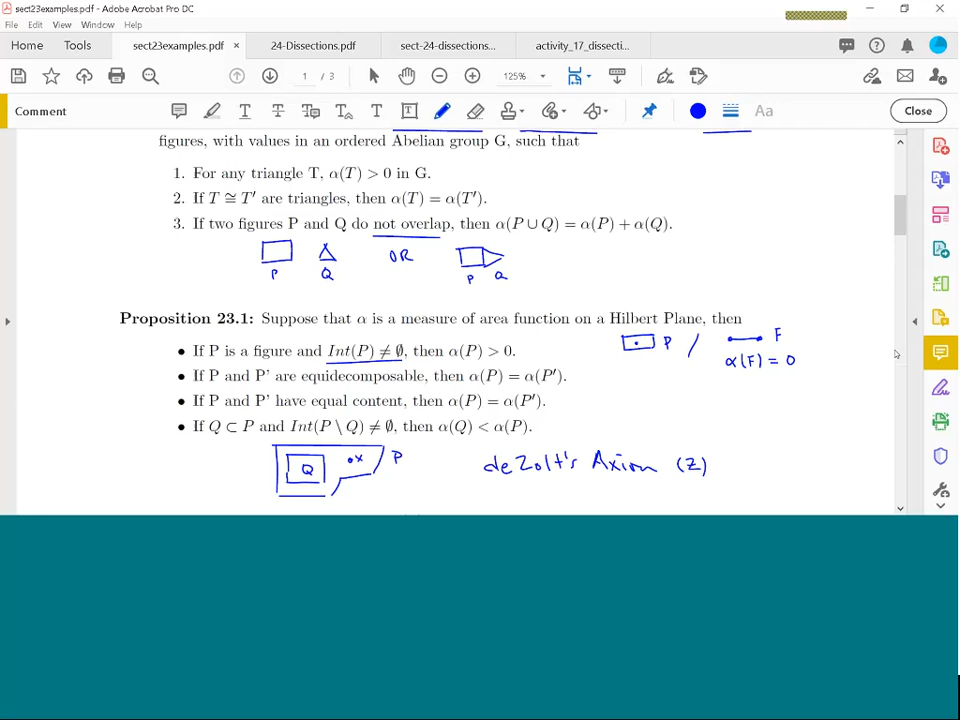 sect23examples.pdf - Adobe Acrobat Pro DC
File Edit View Window Help
Home Tools sect23examples.pdf × 24-Dissections.pdf sect-24-dissections... activity_17_dissecti...
1 / 3 125%
Comment T T T T Aa Close
figures, with values in an ordered Abelian group G, such that
1. For any triangle T, α(T) > 0 in G.
2. If T ≅ T′ are triangles, then α(T) = α(T′).
3. If two figures P and Q do not overlap, then α(P ∪ Q) = α(P) + α(Q).
OR
P Q P Q
Proposition 23.1: Suppose that α is a measure of area function on a Hilbert Plane, then
• If P is a figure and Int(P) ≠ ∅, then α(P) > 0. P / F
α(F) = 0
• If P and P' are equidecomposable, then α(P) = α(P′).
• If P and P' have equal content, then α(P) = α(P′).
• If Q ⊂ P and Int(P \ Q) ≠ ∅, then α(Q) < α(P).
Q x P deZolt's Axiom (Z)